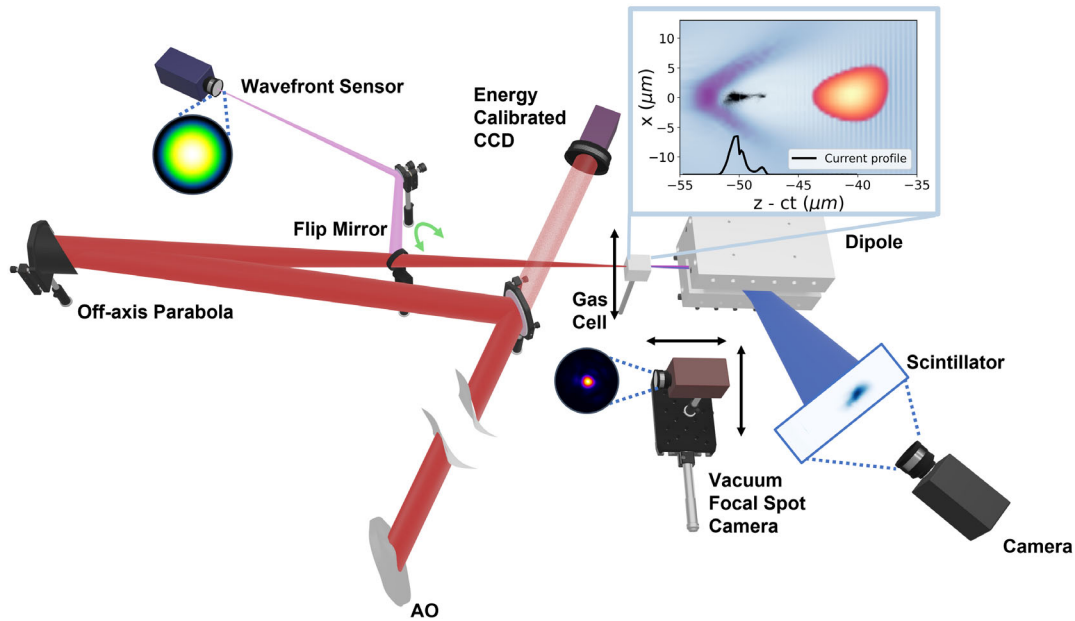 Wavefront Sensor
Energy
Calibrated
CCD
Flip Mirror
Off-axis Parabola
AO
Gas
Cell
Dipole
Scintillator
Vacuum
Focal Spot
Camera
Camera
x (μm)
10
5
0
−5
−10
Current profile
−55
−50
−45
−40
−35
z - ct (μm)